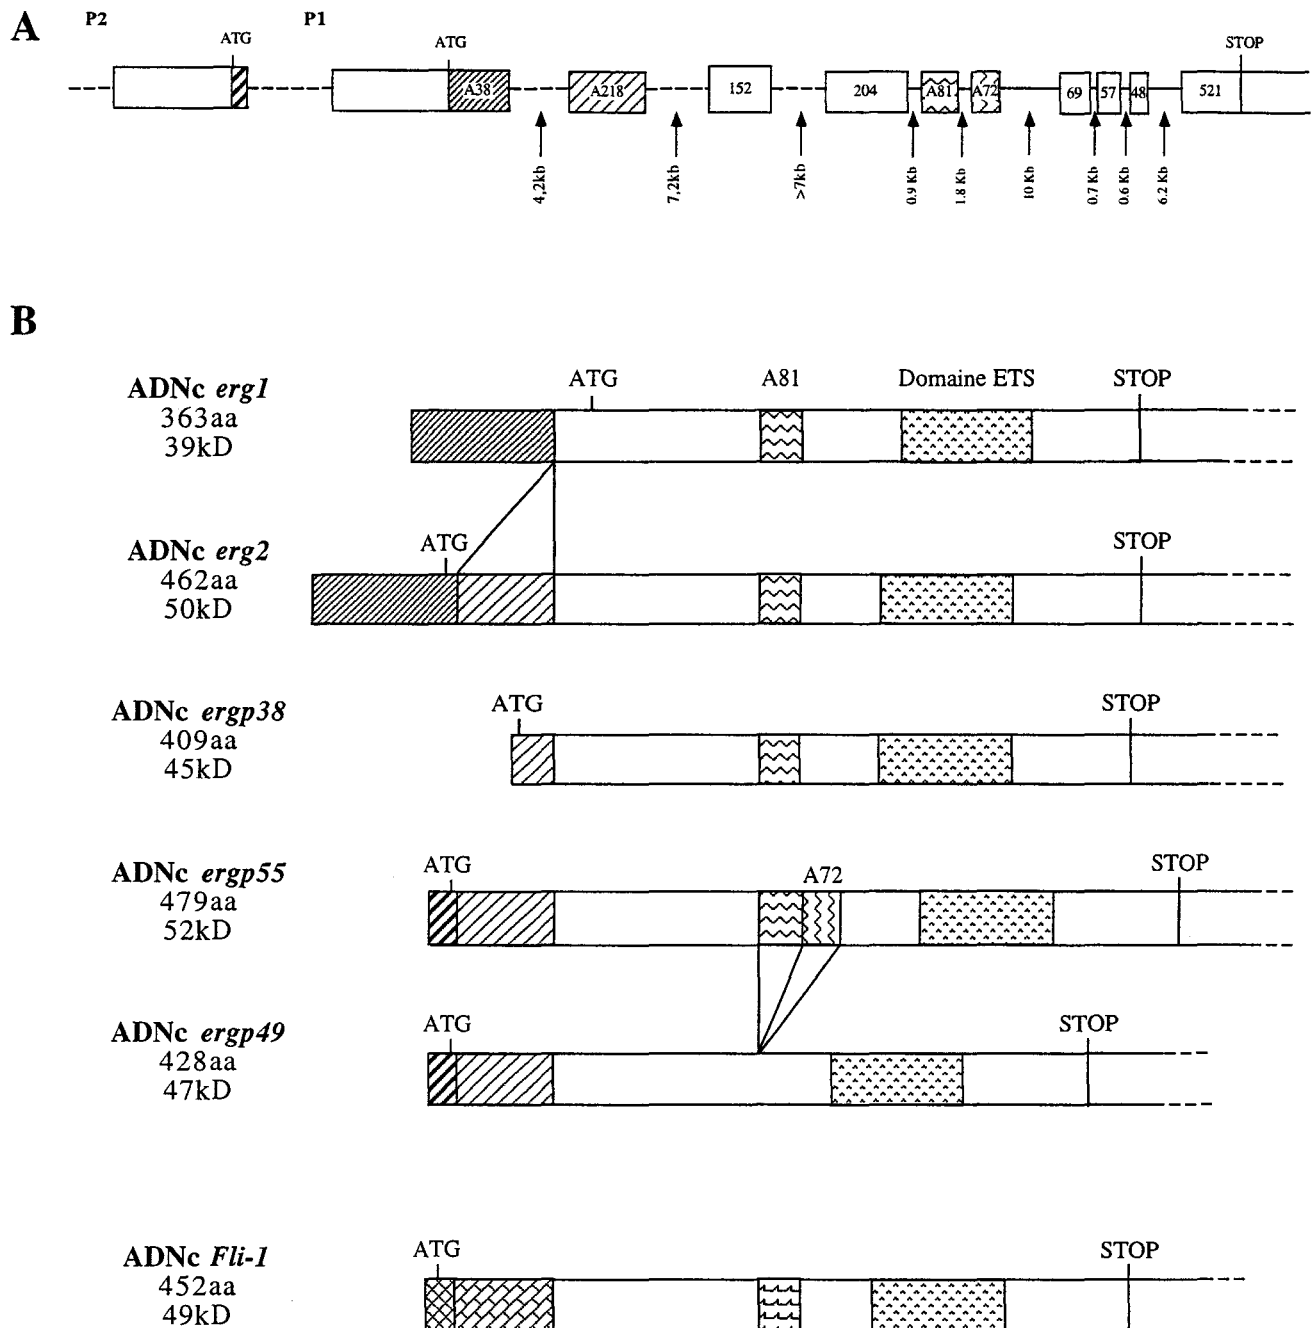 A
P2 P1
ATG ATG STOP
A38 A218 152 204 A81 A72 69 57 48 521
4,2kb 7,2kb >7kb 0.9 Kb 1.8 Kb 10 Kb 0.7 Kb 0.6 Kb 6.2 Kb
B
ADNc erg1
363aa
39kD
ATG A81 Domaine ETS STOP
ADNc erg2
462aa
50kD
ATG STOP
ADNc ergp38
409aa
45kD
ATG STOP
ADNc ergp55
479aa
52kD
ATG A72 STOP
ADNc ergp49
428aa
47kD
ATG STOP
ADNc Fli-1
452aa
49kD
ATG STOP